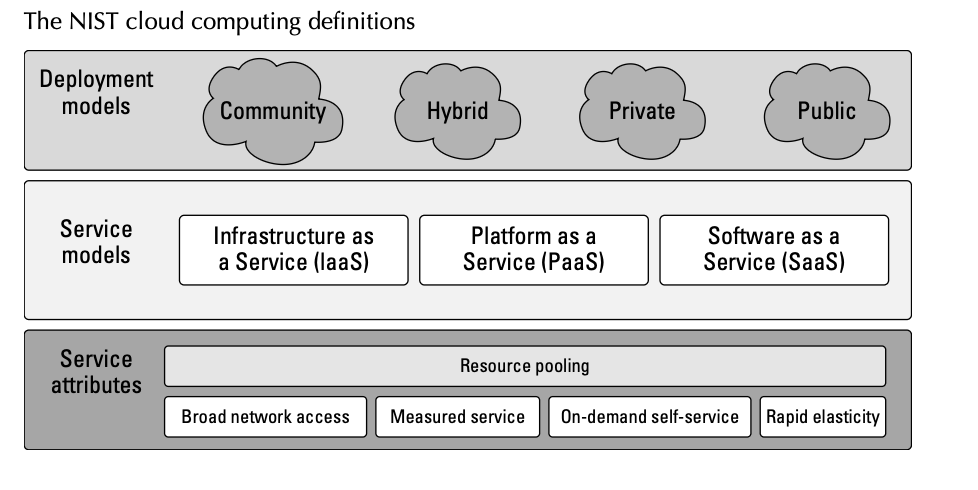 The NIST cloud computing definitions
Deployment
models
Community
Hybrid
Private
Public
Service
models
Infrastructure as
a Service (IaaS)
Platform as a
Service (PaaS)
Software as a
Service (SaaS)
Service
attributes
Resource pooling
Broad network access
Measured service
On-demand self-service
Rapid elasticity